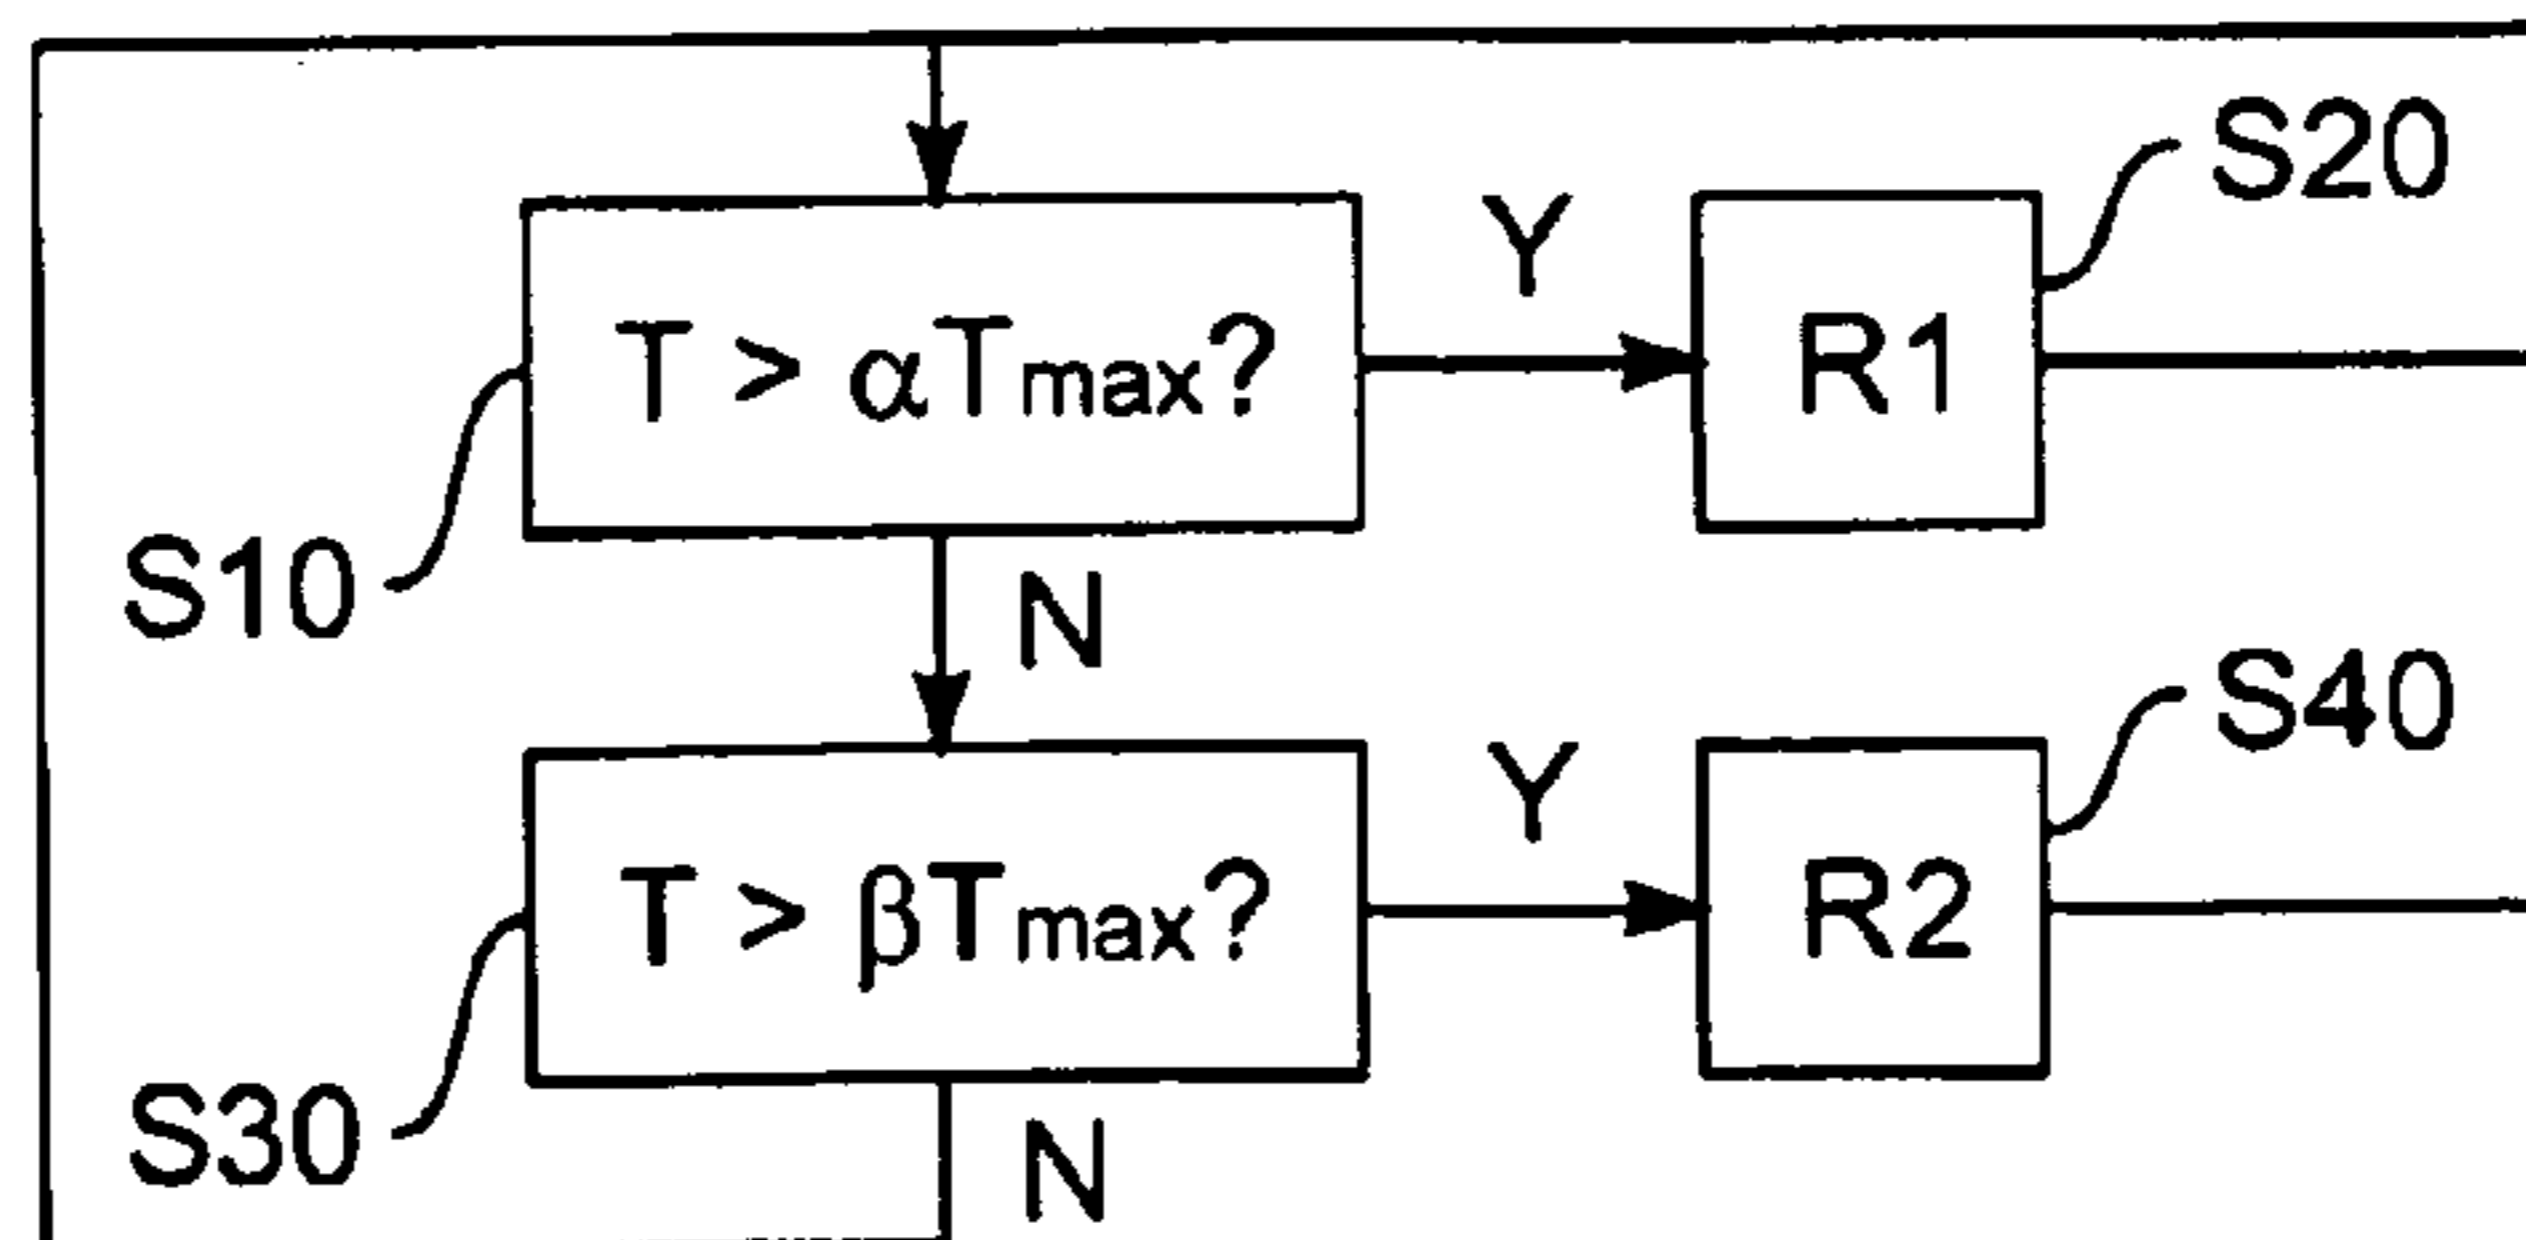 S20
Y
T > αTmax?
R1
S10
N
S40
Y
T > βTmax?
R2
S30
N